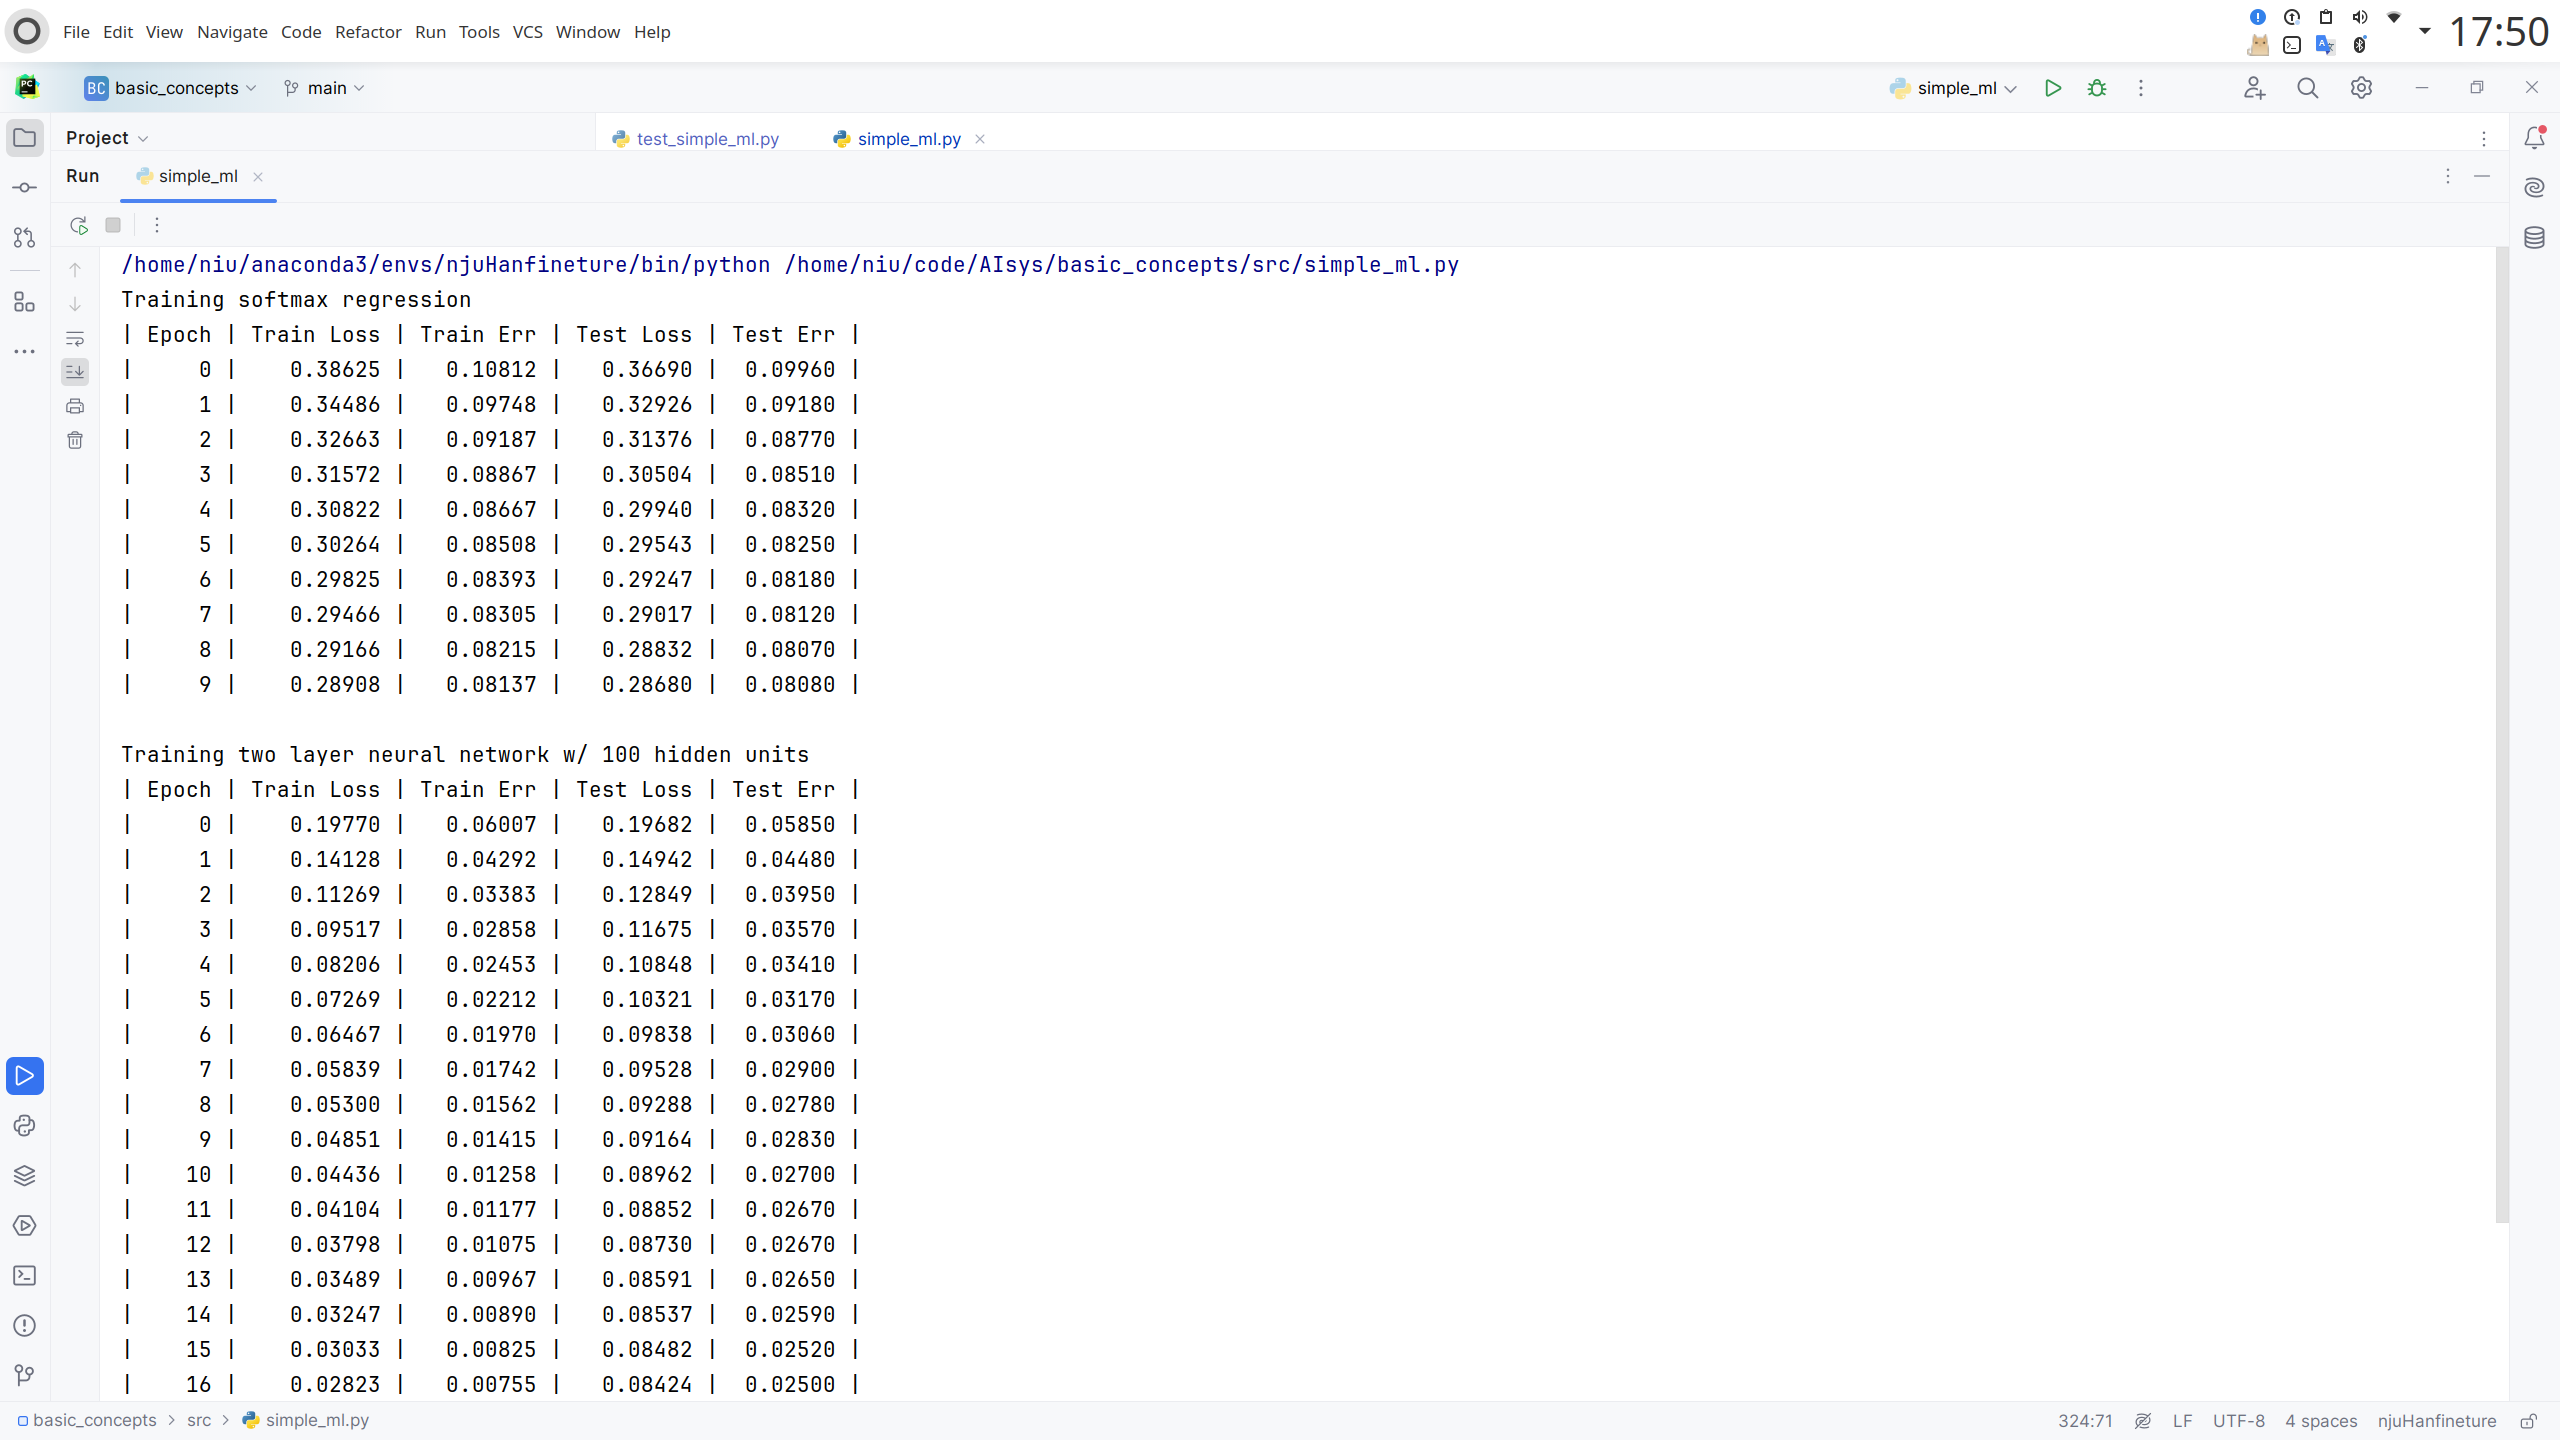 File Edit View Navigate Code Refactor Run Tools VCS Window Help
17:50
BC basic_concepts main simple_ml
Project test_simple_ml.py simple_ml.py
Run simple_ml
/home/niu/anaconda3/envs/njuHanfineture/bin/python /home/niu/code/AIsys/basic_concepts/src/simple_ml.py
Training softmax regression
| Epoch | Train Loss | Train Err | Test Loss | Test Err |
| 0 | 0.38625 | 0.10812 | 0.36690 | 0.09960 |
| 1 | 0.34486 | 0.09748 | 0.32926 | 0.09180 |
| 2 | 0.32663 | 0.09187 | 0.31376 | 0.08770 |
| 3 | 0.31572 | 0.08867 | 0.30504 | 0.08510 |
| 4 | 0.30822 | 0.08667 | 0.29940 | 0.08320 |
| 5 | 0.30264 | 0.08508 | 0.29543 | 0.08250 |
| 6 | 0.29825 | 0.08393 | 0.29247 | 0.08180 |
| 7 | 0.29466 | 0.08305 | 0.29017 | 0.08120 |
| 8 | 0.29166 | 0.08215 | 0.28832 | 0.08070 |
| 9 | 0.28908 | 0.08137 | 0.28680 | 0.08080 |
Training two layer neural network w/ 100 hidden units
| Epoch | Train Loss | Train Err | Test Loss | Test Err |
| 0 | 0.19770 | 0.06007 | 0.19682 | 0.05850 |
| 1 | 0.14128 | 0.04292 | 0.14942 | 0.04480 |
| 2 | 0.11269 | 0.03383 | 0.12849 | 0.03950 |
| 3 | 0.09517 | 0.02858 | 0.11675 | 0.03570 |
| 4 | 0.08206 | 0.02453 | 0.10848 | 0.03410 |
| 5 | 0.07269 | 0.02212 | 0.10321 | 0.03170 |
| 6 | 0.06467 | 0.01970 | 0.09838 | 0.03060 |
| 7 | 0.05839 | 0.01742 | 0.09528 | 0.02900 |
| 8 | 0.05300 | 0.01562 | 0.09288 | 0.02780 |
| 9 | 0.04851 | 0.01415 | 0.09164 | 0.02830 |
| 10 | 0.04436 | 0.01258 | 0.08962 | 0.02700 |
| 11 | 0.04104 | 0.01177 | 0.08852 | 0.02670 |
| 12 | 0.03798 | 0.01075 | 0.08730 | 0.02670 |
| 13 | 0.03489 | 0.00967 | 0.08591 | 0.02650 |
| 14 | 0.03247 | 0.00890 | 0.08537 | 0.02590 |
| 15 | 0.03033 | 0.00825 | 0.08482 | 0.02520 |
| 16 | 0.02823 | 0.00755 | 0.08424 | 0.02500 |
basic_concepts > src > simple_ml.py 324:71 LF UTF-8 4 spaces njuHanfineture